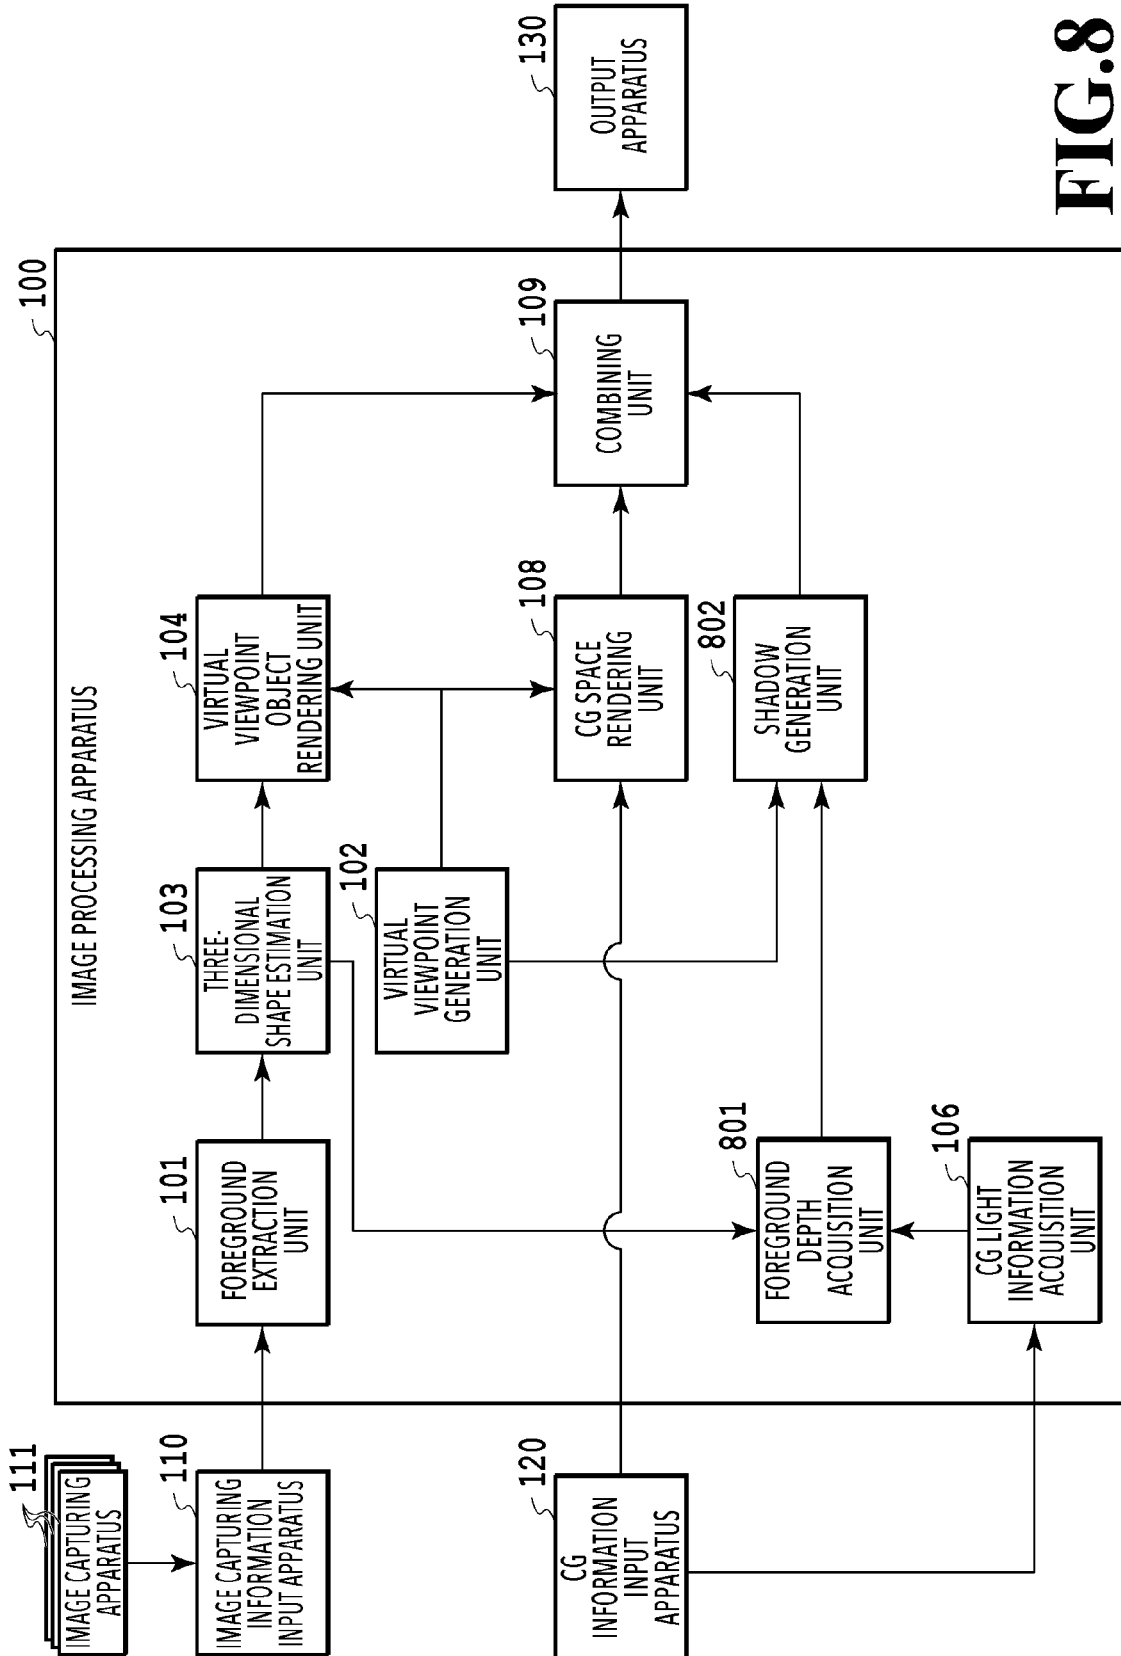 IMAGE PROCESSING APPARATUS
100
111
IMAGE CAPTURING
APPARATUS
110
IMAGE CAPTURING
INFORMATION
INPUT APPARATUS
101
FOREGROUND
EXTRACTION
UNIT
103
THREE-
DIMENSIONAL
SHAPE ESTIMATION
UNIT
104
VIRTUAL
VIEWPOINT
OBJECT
RENDERING UNIT
102
VIRTUAL
VIEWPOINT
GENERATION
UNIT
120
CG
INFORMATION
INPUT
APPARATUS
108
CG SPACE
RENDERING
UNIT
109
COMBINING
UNIT
130
OUTPUT
APPARATUS
801
FOREGROUND
DEPTH
ACQUISITION
UNIT
802
SHADOW
GENERATION
UNIT
106
CG LIGHT
INFORMATION
ACQUISITION
UNIT
FIG.8